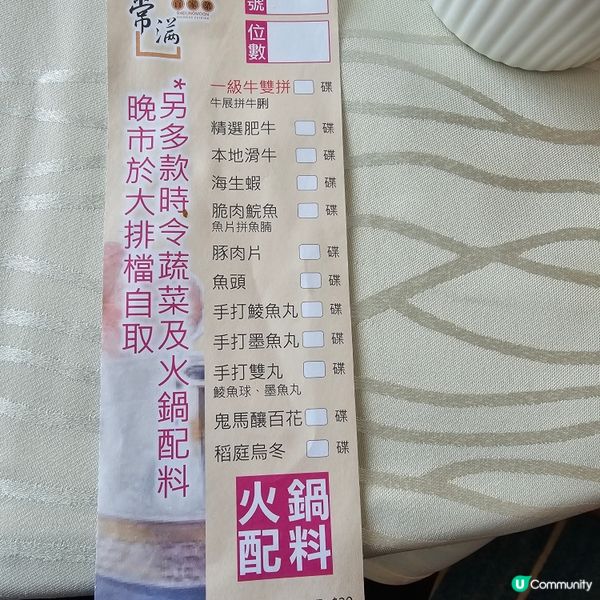 常滿
號
位數
一級牛雙拼 碟
牛展拼牛脷
精選肥牛 碟
本地滑牛 碟
海生蝦 碟
脆肉鯇魚 碟
魚片拼魚腩
豚肉片 碟
魚頭 碟
手打鯪魚丸 碟
手打墨魚丸 碟
手打雙丸 碟
鯪魚球、墨魚丸
鬼馬釀百花 碟
稻庭烏冬 碟
火鍋
配料
*另多款時令蔬菜及火鍋配料
晚市於大排檔自取
U Community